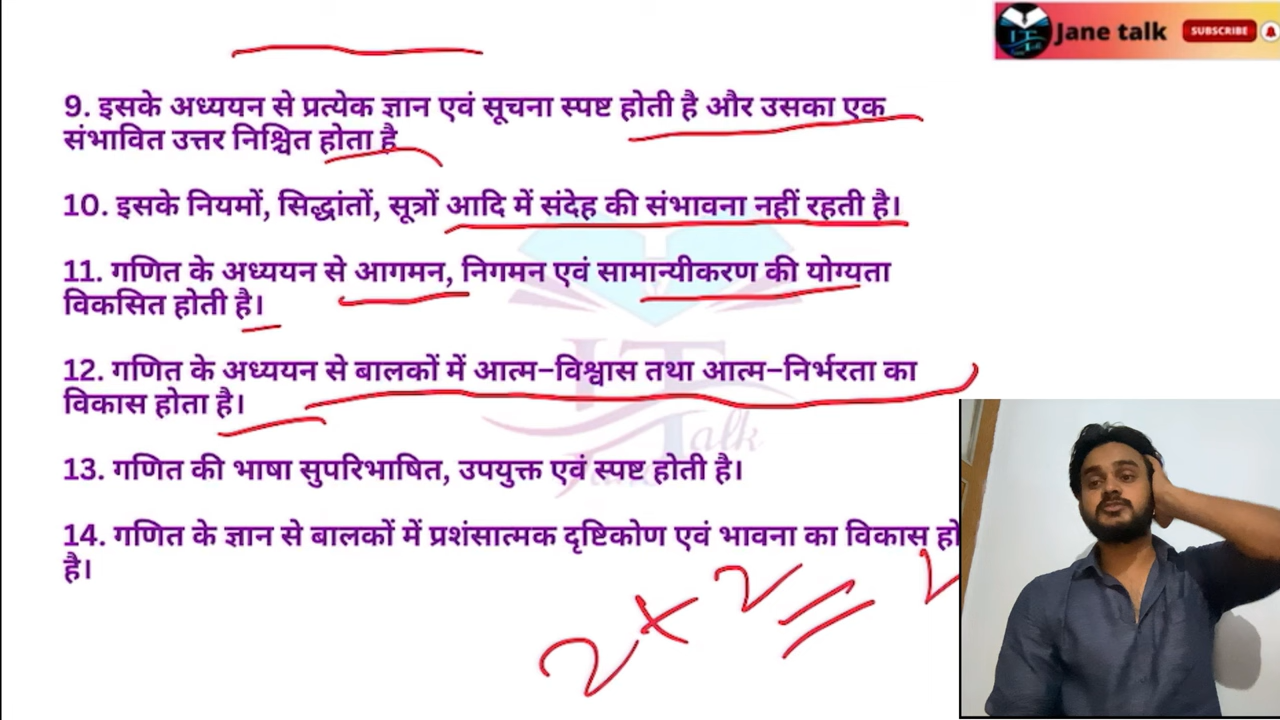 Jane talk
SUBSCRIBE
9. इसके अध्ययन से प्रत्येक ज्ञान एवं सूचना स्पष्ट होती है और उसका एक
संभावित उत्तर निश्चित होता है
10. इसके नियमों, सिद्धांतों, सूत्रों आदि में संदेह की संभावना नहीं रहती है।
11. गणित के अध्ययन से आगमन, निगमन एवं सामान्यीकरण की योग्यता
विकसित होती है।
12. गणित के अध्ययन से बालकों में आत्म-विश्वास तथा आत्म-निर्भरता का
विकास होता है।
13. गणित की भाषा सुपरिभाषित, उपयुक्त एवं स्पष्ट होती है।
14. गणित के ज्ञान से बालकों में प्रशंसात्मक दृष्टिकोण एवं भावना का विकास हो
है।
2 x 2 =